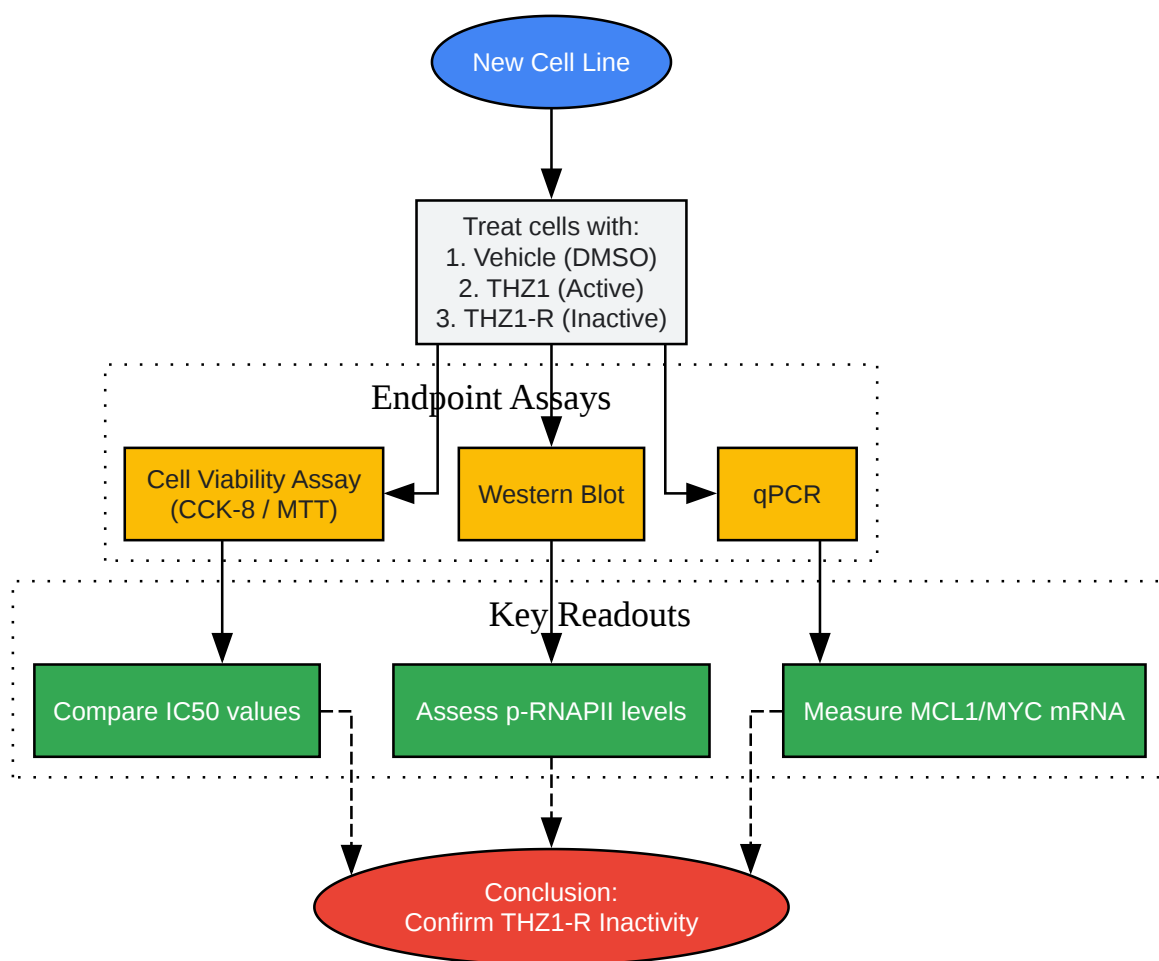 New Cell Line
Treat cells with:
1. Vehicle (DMSO)
2. THZ1 (Active)
3. THZ1-R (Inactive)
Endpoint Assays
Cell Viability Assay
(CCK-8 / MTT)
Western Blot
qPCR
Key Readouts
Compare IC50 values
Assess p-RNAPII levels
Measure MCL1/MYC mRNA
Conclusion:
Confirm THZ1-R Inactivity